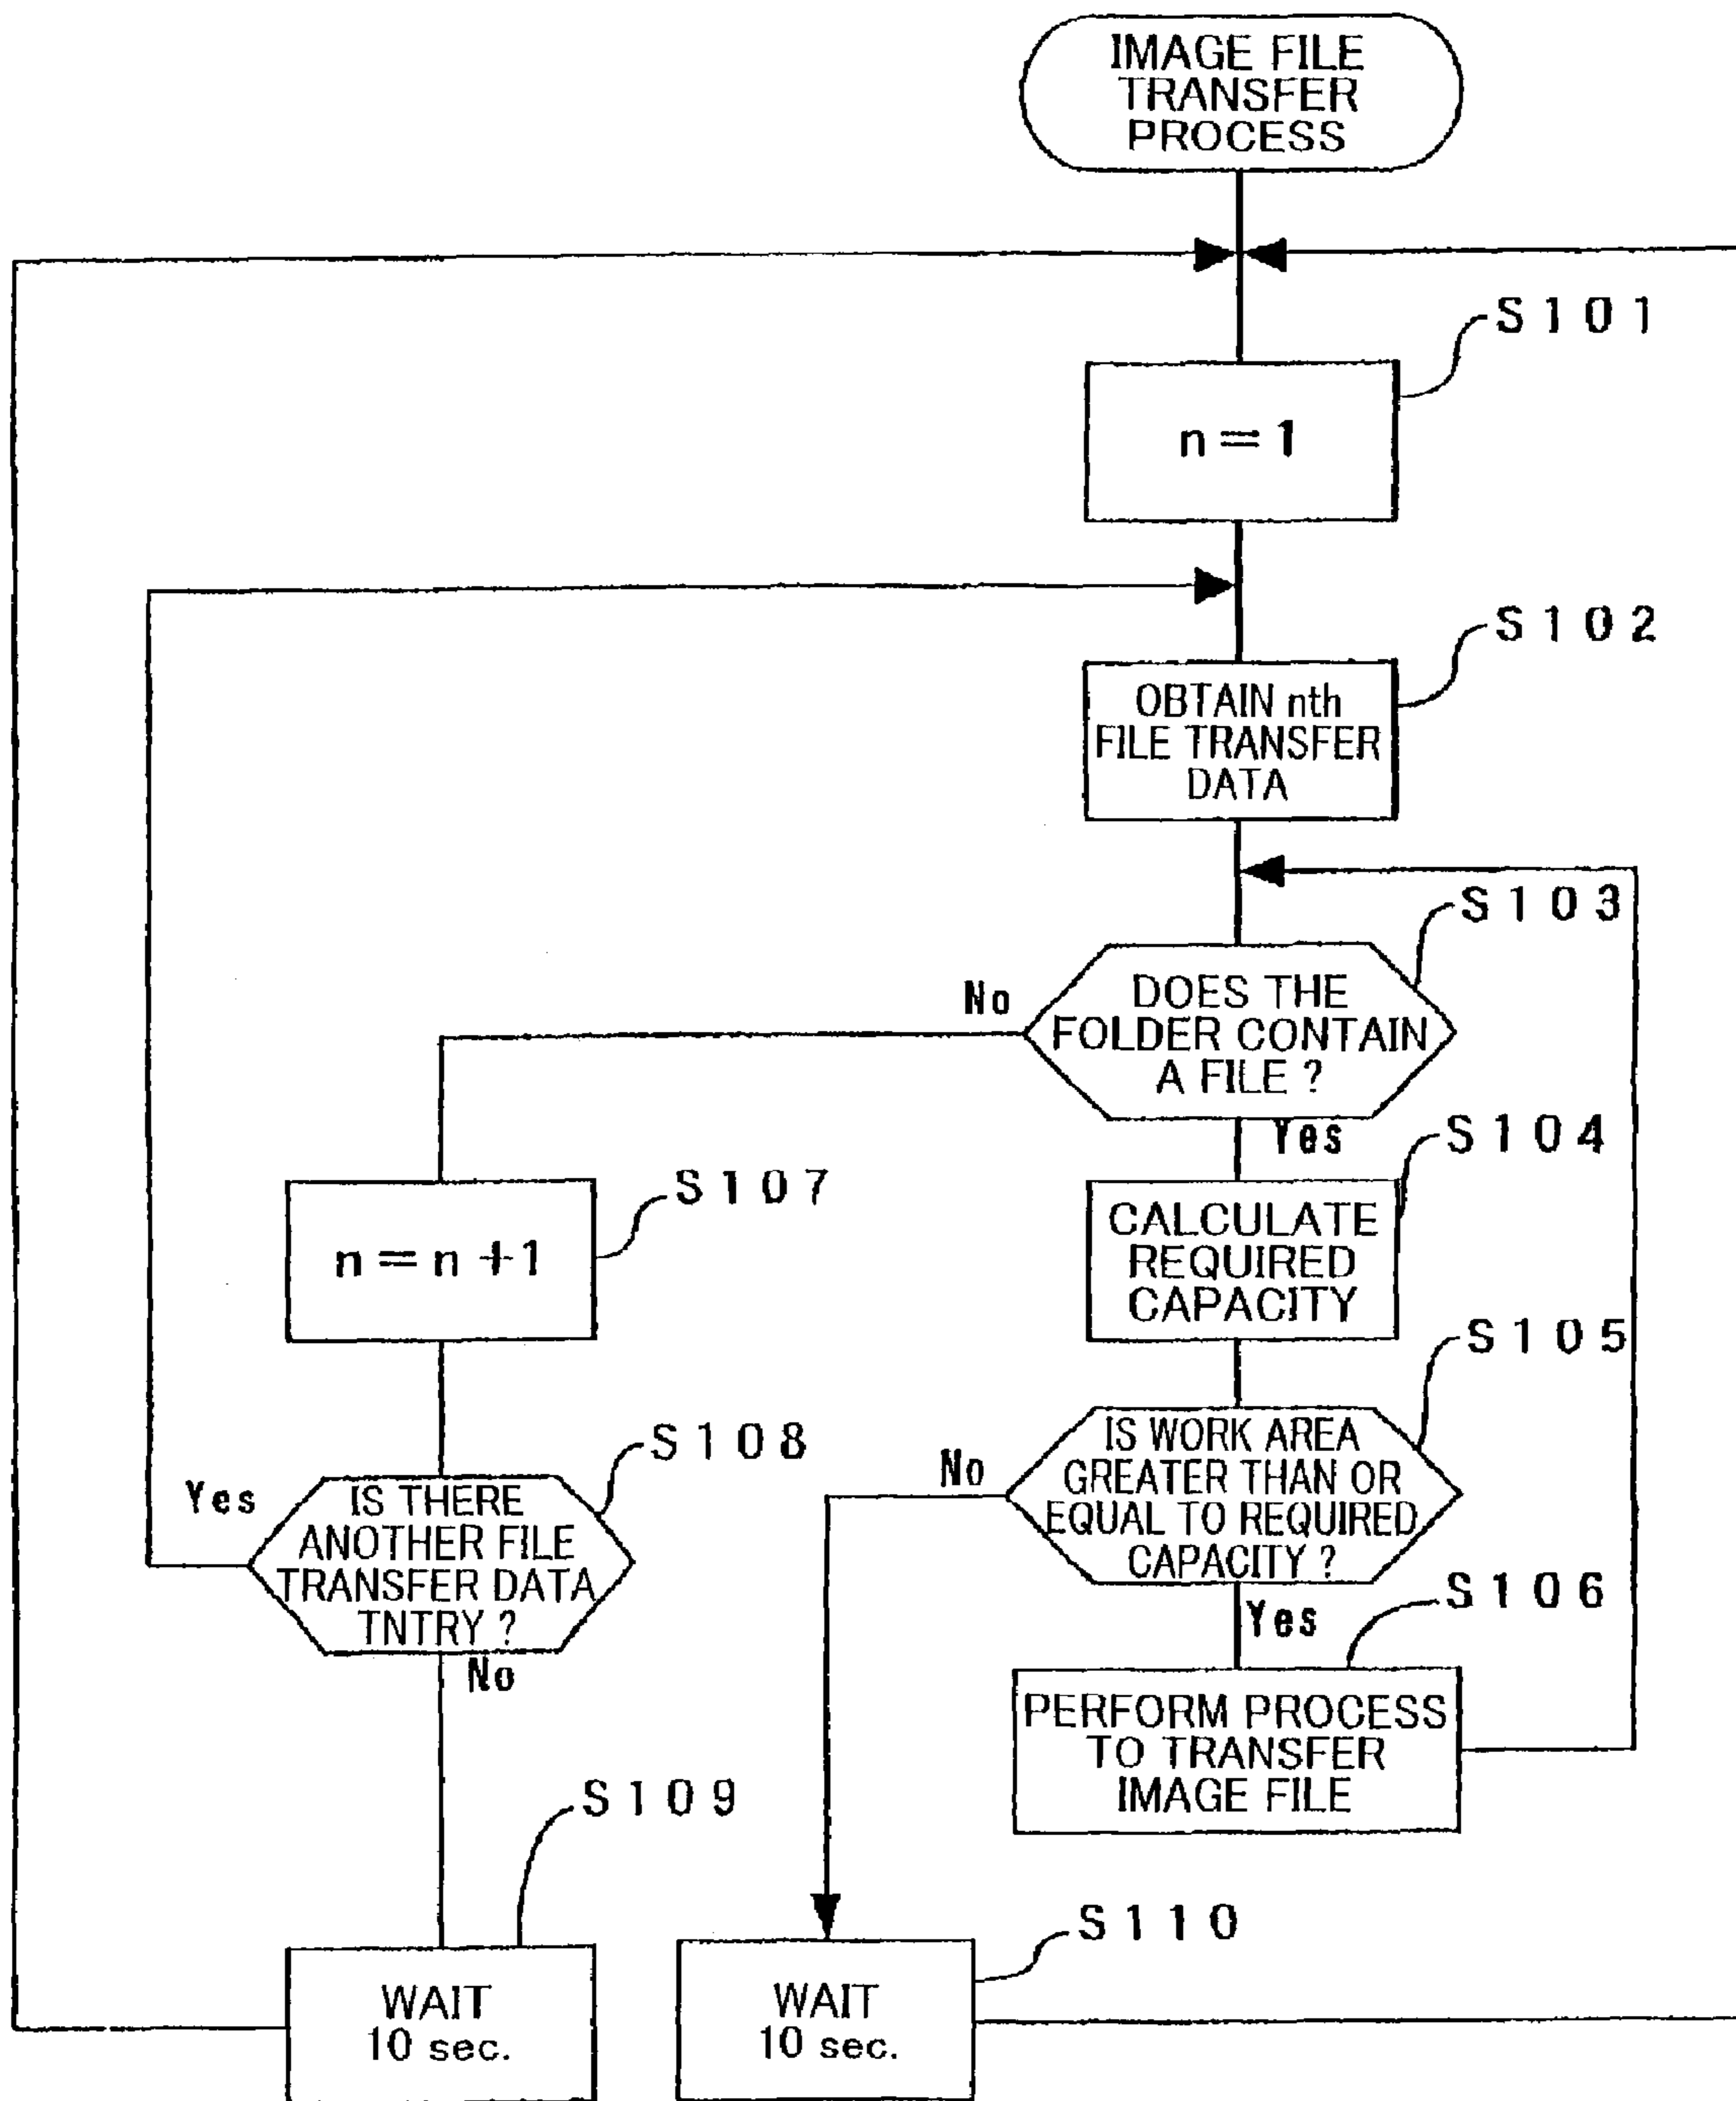 IMAGE FILE
TRANSFER
PROCESS
S101
n=1
S102
OBTAIN nth
FILE TRANSFER
DATA
S103
No
DOES THE
FOLDER CONTAIN
A FILE ?
Yes
S104
CALCULATE
REQUIRED
CAPACITY
S107
n=n+1
S105
No
IS WORK AREA
GREATER THAN OR
EQUAL TO REQUIRED
CAPACITY ?
Yes
S108
Yes
IS THERE
ANOTHER FILE
TRANSFER DATA
TNTRY ?
No
S106
PERFORM PROCESS
TO TRANSFER
IMAGE FILE
S109
WAIT
10 sec.
S110
WAIT
10 sec.